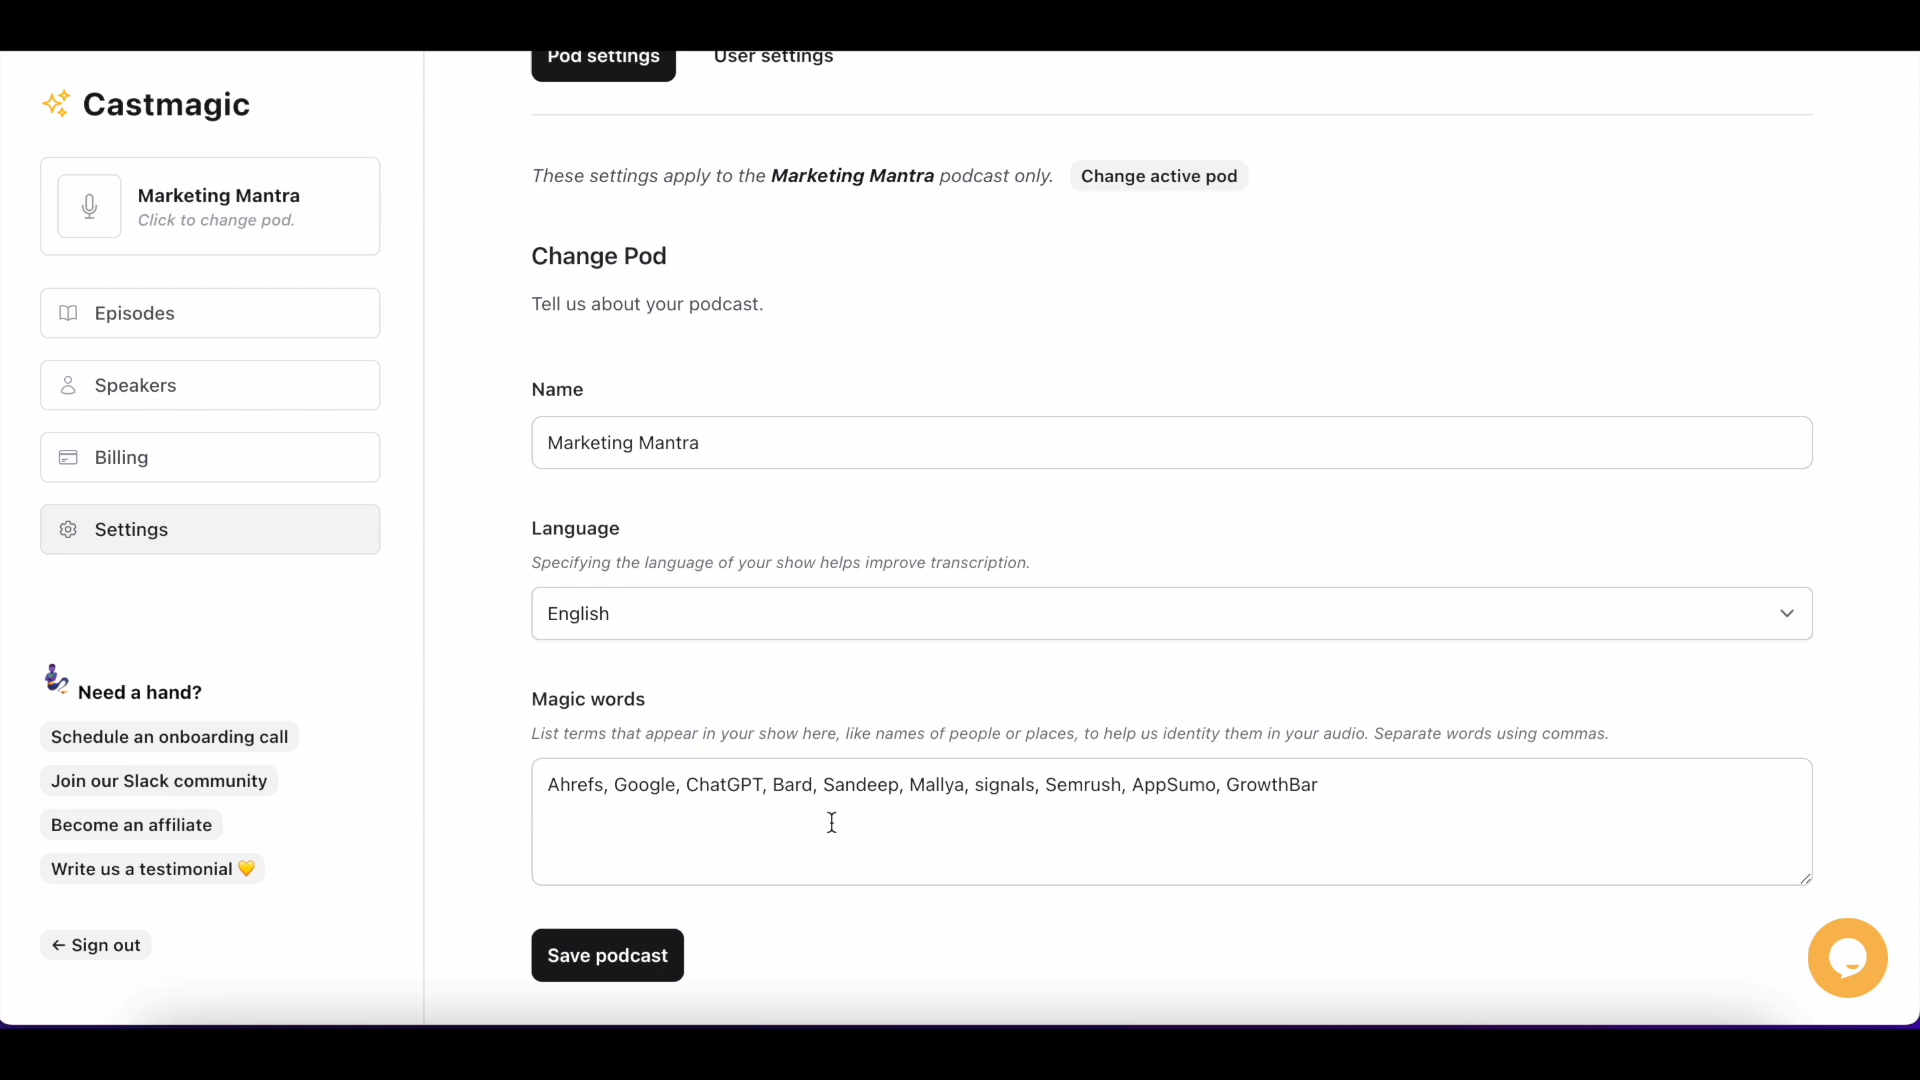 Pod settings
User settings
Castmagic
Marketing Mantra
Click to change pod.
Episodes
Speakers
Billing
Settings
Need a hand?
Schedule an onboarding call
Join our Slack community
Become an affiliate
Write us a testimonial 💛
← Sign out
These settings apply to the Marketing Mantra podcast only.
Change active pod
Change Pod
Tell us about your podcast.
Name
Marketing Mantra
Language
Specifying the language of your show helps improve transcription.
English
Magic words
List terms that appear in your show here, like names of people or places, to help us identity them in your audio. Separate words using commas.
Ahrefs, Google, ChatGPT, Bard, Sandeep, Mallya, signals, Semrush, AppSumo, GrowthBar
Save podcast